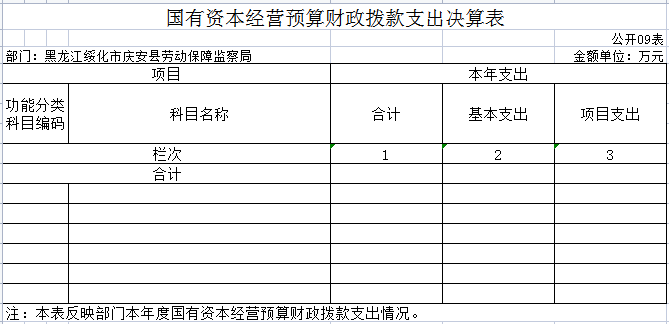 国有资本经营预算财政拨款支出决算表
公开09表
部门：黑龙江绥化市庆安县劳动保障监察局 金额单位：万元
项目 本年支出
功能分类科目编码 科目名称 合计 基本支出 项目支出
栏次 1 2 3
合计
注：本表反映部门本年度国有资本经营预算财政拨款支出情况。